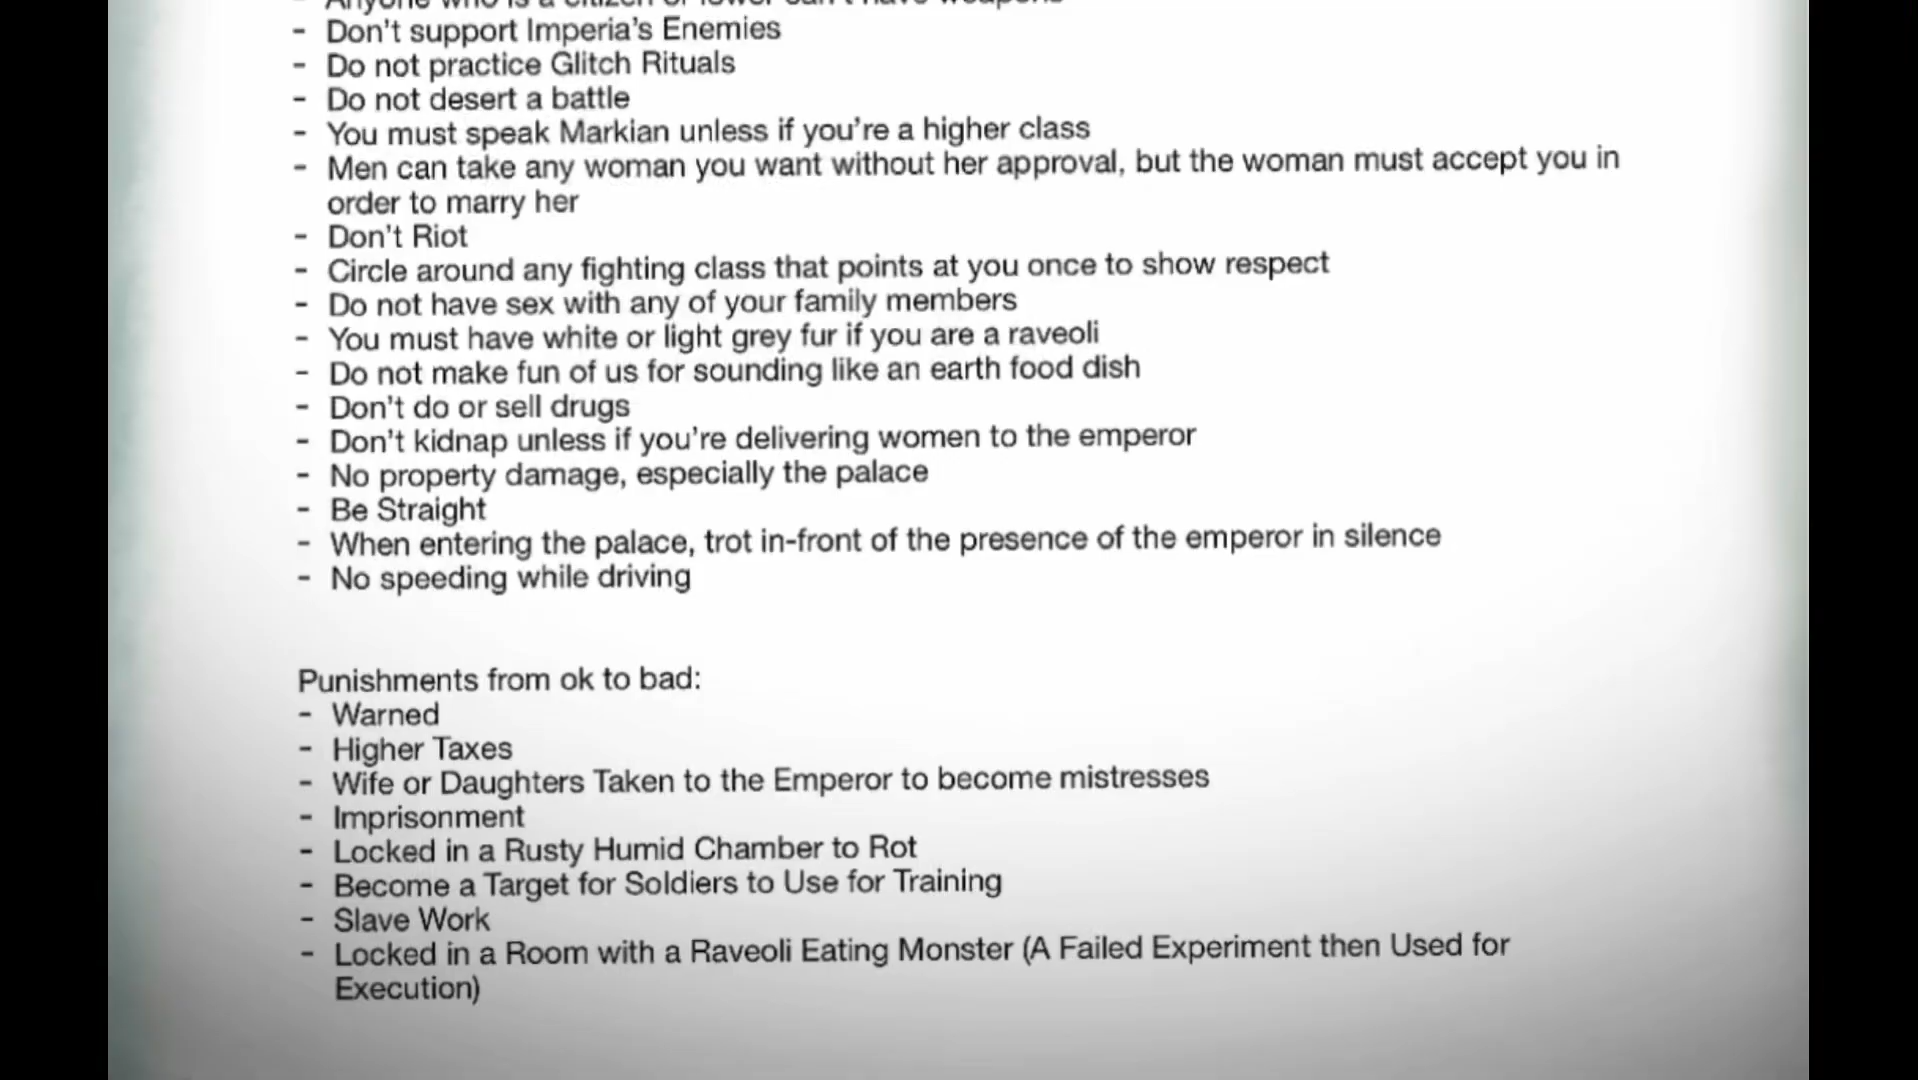 Anyone who is a citizen or lower can't have weapons
- Don't support Imperia's Enemies
- Do not practice Glitch Rituals
- Do not desert a battle
- You must speak Markian unless if you're a higher class
- Men can take any woman you want without her approval, but the woman must accept you in
order to marry her
- Don't Riot
- Circle around any fighting class that points at you once to show respect
- Do not have sex with any of your family members
- You must have white or light grey fur if you are a raveoli
- Do not make fun of us for sounding like an earth food dish
- Don't do or sell drugs
- Don't kidnap unless if you're delivering women to the emperor
- No property damage, especially the palace
- Be Straight
- When entering the palace, trot in-front of the presence of the emperor in silence
- No speeding while driving
Punishments from ok to bad:
- Warned
- Higher Taxes
- Wife or Daughters Taken to the Emperor to become mistresses
- Imprisonment
- Locked in a Rusty Humid Chamber to Rot
- Become a Target for Soldiers to Use for Training
- Slave Work
- Locked in a Room with a Raveoli Eating Monster (A Failed Experiment then Used for
Execution)